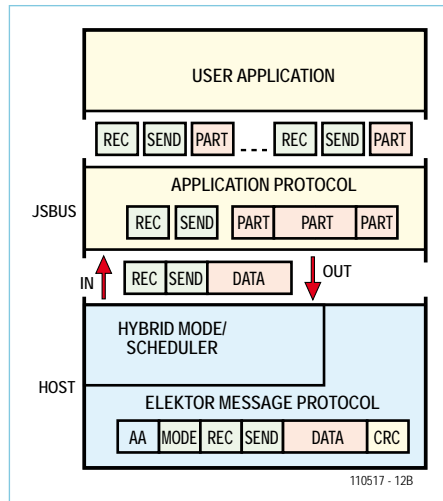 USER APPLICATION
REC SEND PART - - - - REC SEND PART
JSBUS
APPLICATION PROTOCOL
REC SEND PART PART PART
IN
REC SEND DATA
OUT
HYBRID MODE/
SCHEDULER
HOST
ELEKTOR MESSAGE PROTOCOL
AA MODE REC SEND DATA CRC
110517 - 12B